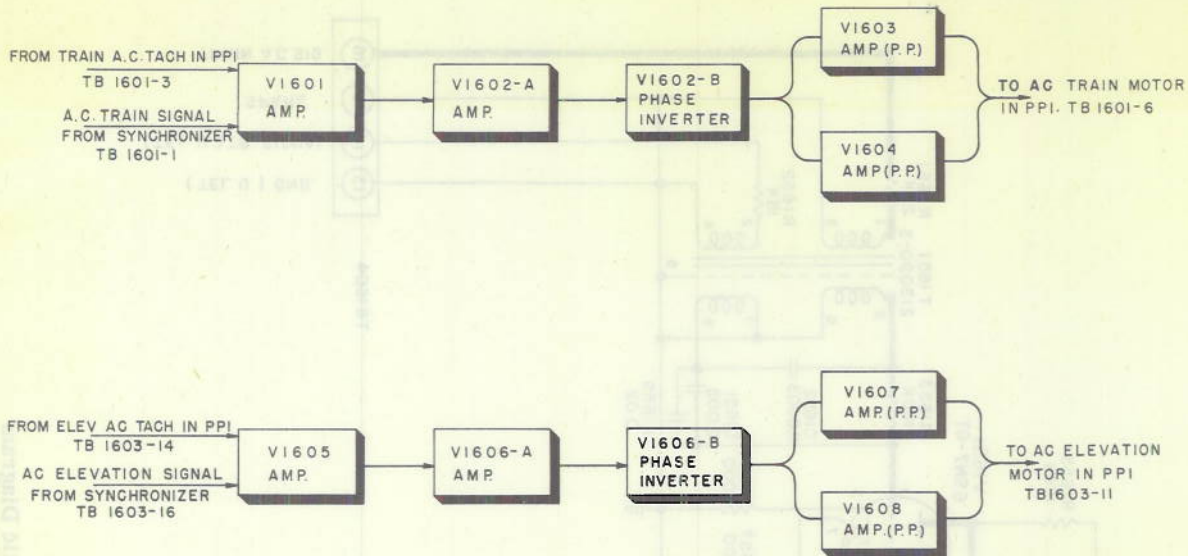 FROM TRAIN A.C. TACH IN PPI
TB 1601-3
A.C. TRAIN SIGNAL
FROM SYNCHRONIZER
TB 1601-1
V1601
AMP.
V1602-A
AMP.
V1602-B
PHASE
INVERTER
V1603
AMP.(P.P.)
V1604
AMP(P.P.)
TO AC TRAIN MOTOR
IN PPI. TB 1601-6
FROM ELEV AC TACH IN PPI
TB 1603-14
AC ELEVATION SIGNAL
FROM SYNCHRONIZER
TB 1603-16
V1605
AMP.
V1606-A
AMP.
V1606-B
PHASE
INVERTER
V1607
AMP.(P.P.)
V1608
AMP.(P.P.)
TO AC ELEVATION
MOTOR IN PPI
TB1603-11